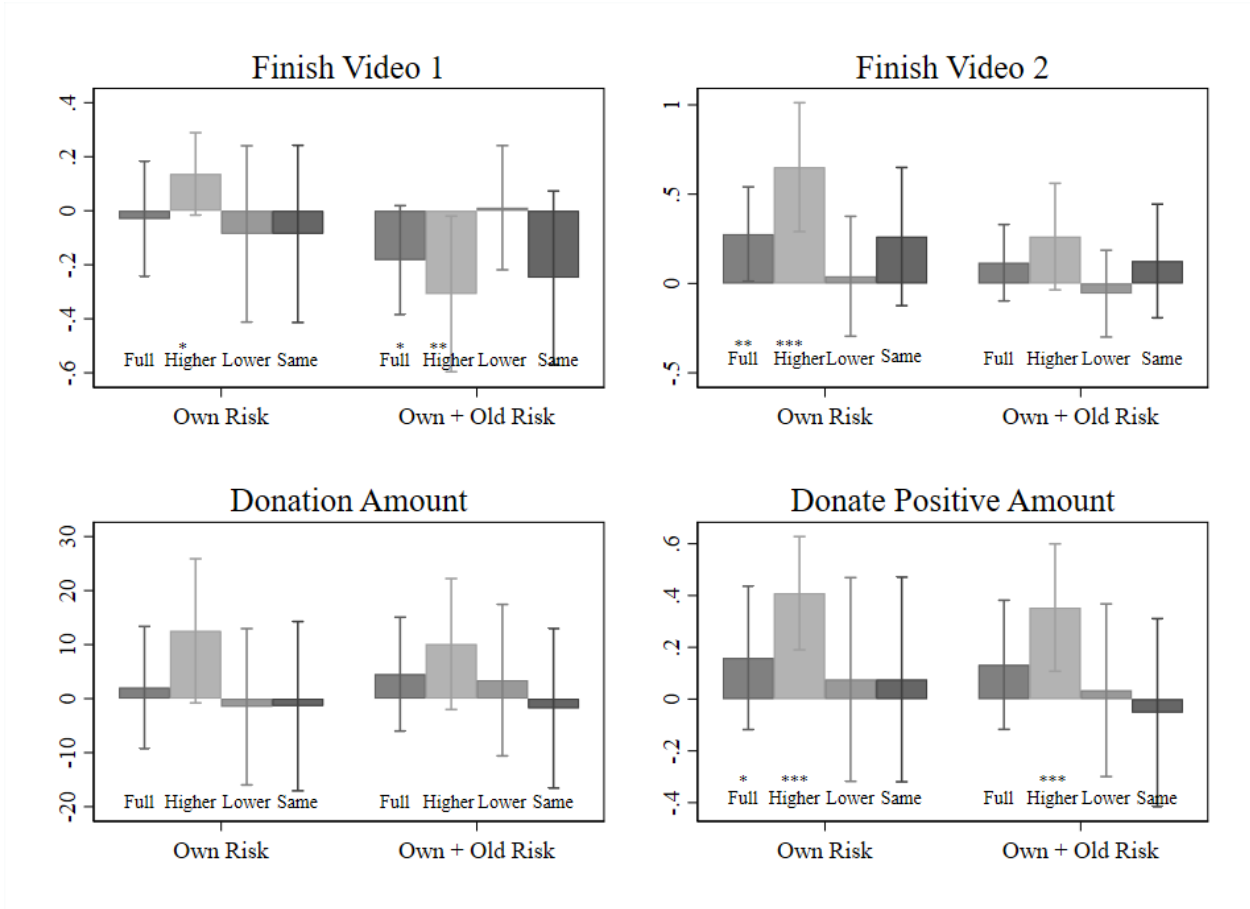 Finish Video 1
.4
.2
0
-.2
-.4
-.6
* * **
Full Higher Lower Same Full Higher Lower Same
Own Risk Own + Old Risk
Finish Video 2
1
.5
0
-.5
** ***
Full Higher Lower Same Full Higher Lower Same
Own Risk Own + Old Risk
Donation Amount
30
20
10
0
-10
-20
Full Higher Lower Same Full Higher Lower Same
Own Risk Own + Old Risk
Donate Positive Amount
.6
.4
.2
0
-.2
-.4
* *** ***
Full Higher Lower Same Full Higher Lower Same
Own Risk Own + Old Risk